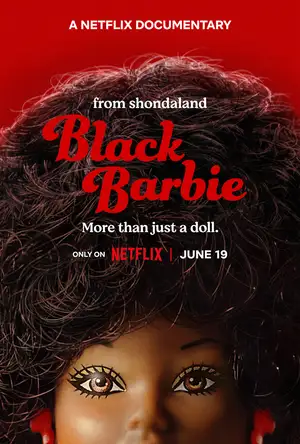 A NETFLIX DOCUMENTARY
from shondaland
Black
Barbie
More than just a doll.
ONLY ON NETFLIX | JUNE 19